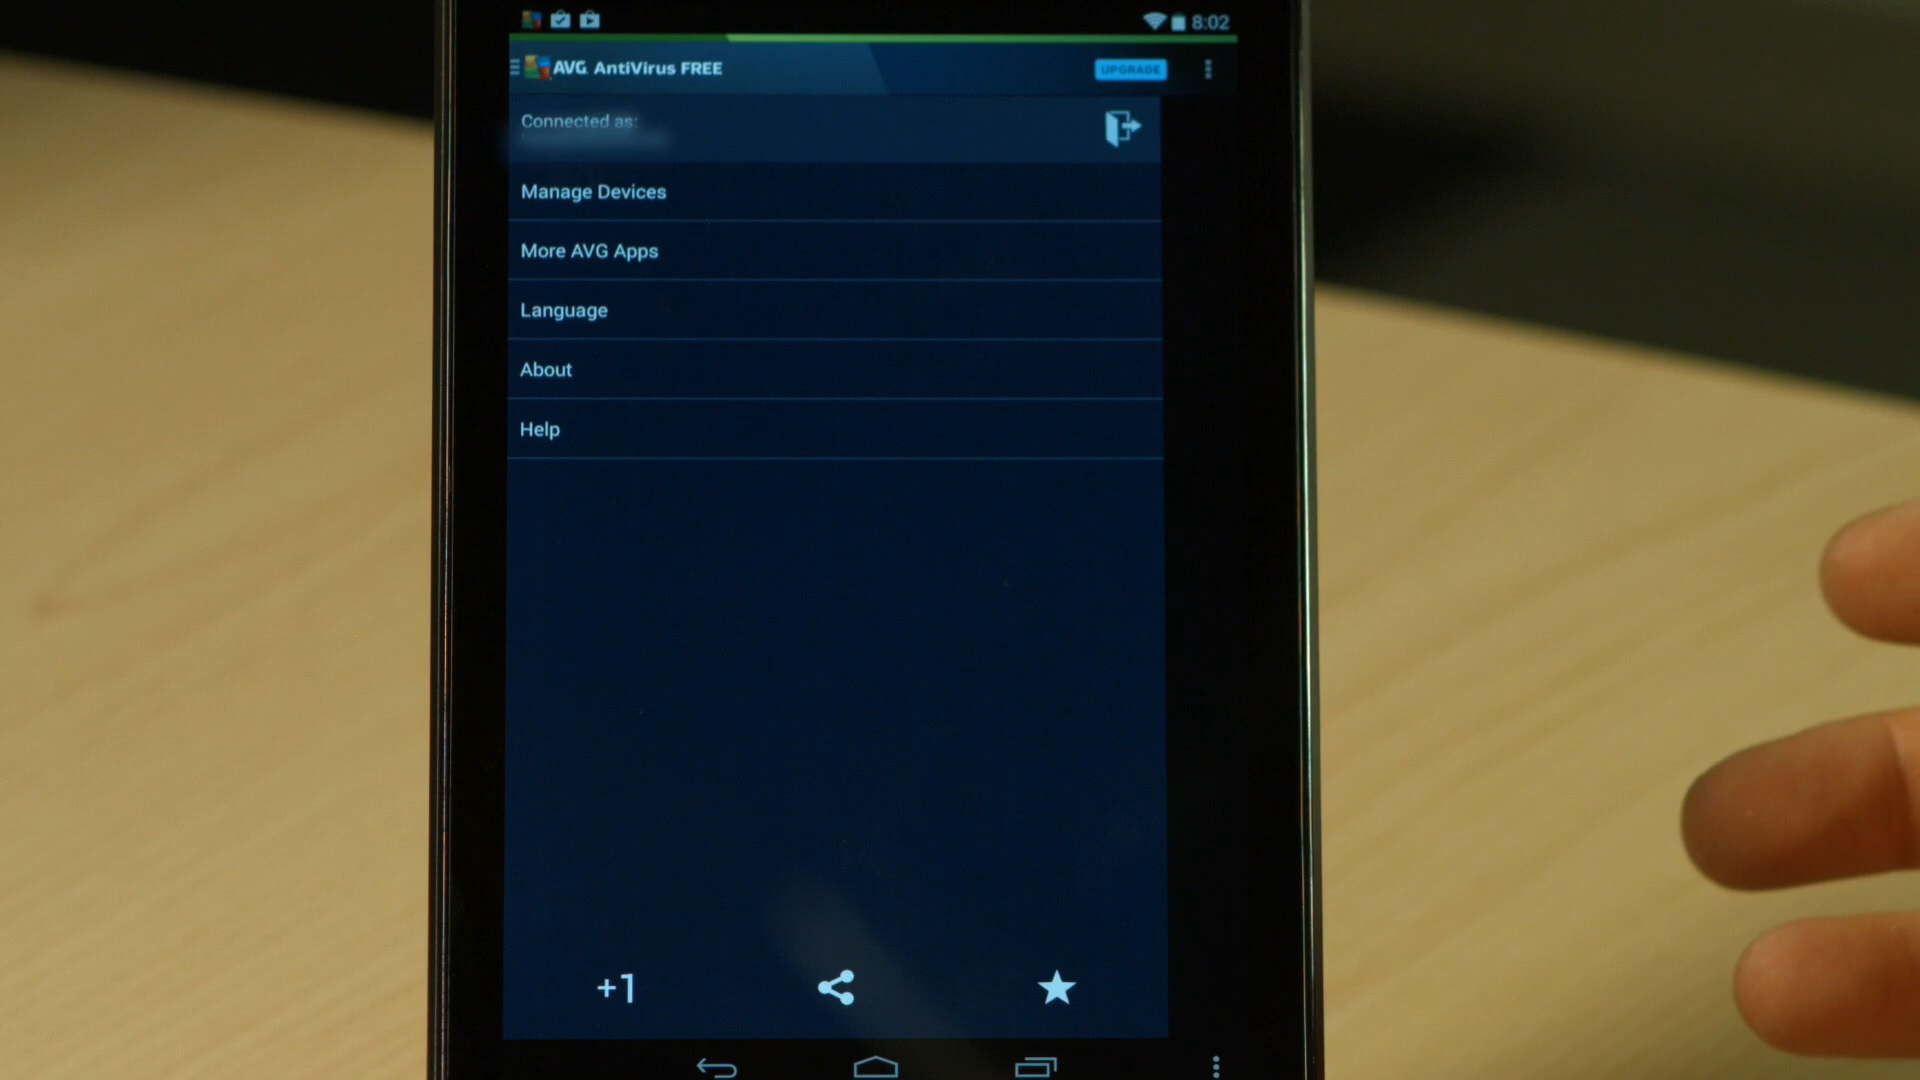 8:02
AVG AntiVirus FREE
UPGRADE
Connected as:
Manage Devices
More AVG Apps
Language
About
Help
+1